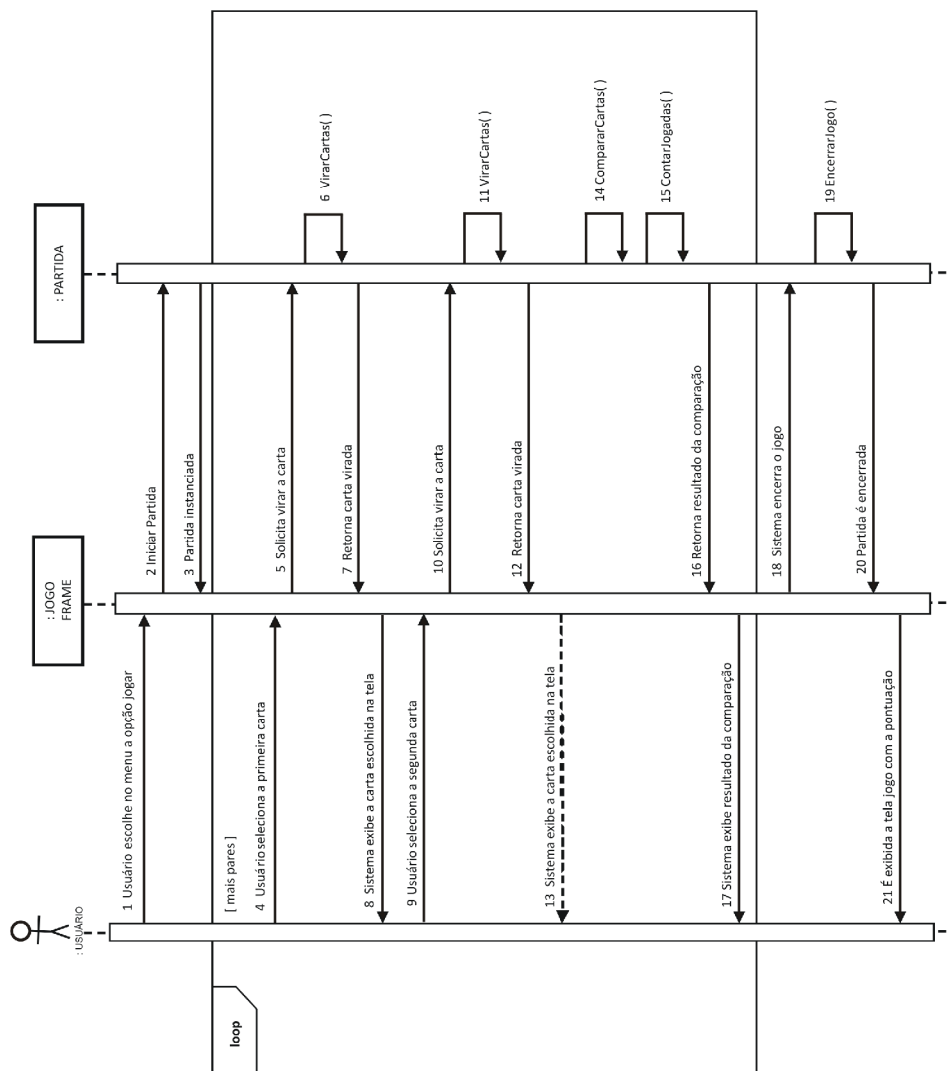 : USUÁRIO
: JOGO
FRAME
: PARTIDA
1 Usuário escolhe no menu a opção jogar
2 Iniciar Partida
3 Partida instanciada
loop
[ mais pares ]
4 Usuário seleciona a primeira carta
5 Solicita virar a carta
6 VirarCartas( )
7 Retorna carta virada
8 Sistema exibe a carta escolhida na tela
9 Usuário seleciona a segunda carta
10 Solicita virar a carta
11 VirarCartas( )
12 Retorna carta virada
13 Sistema exibe a carta escolhida na tela
14 CompararCartas( )
15 ContarJogadas( )
16 Retorna resultado da comparação
17 Sistema exibe resultado da comparação
18 Sistema encerra o jogo
19 EncerrarJogo( )
20 Partida é encerrada
21 É exibida a tela jogo com a pontuação